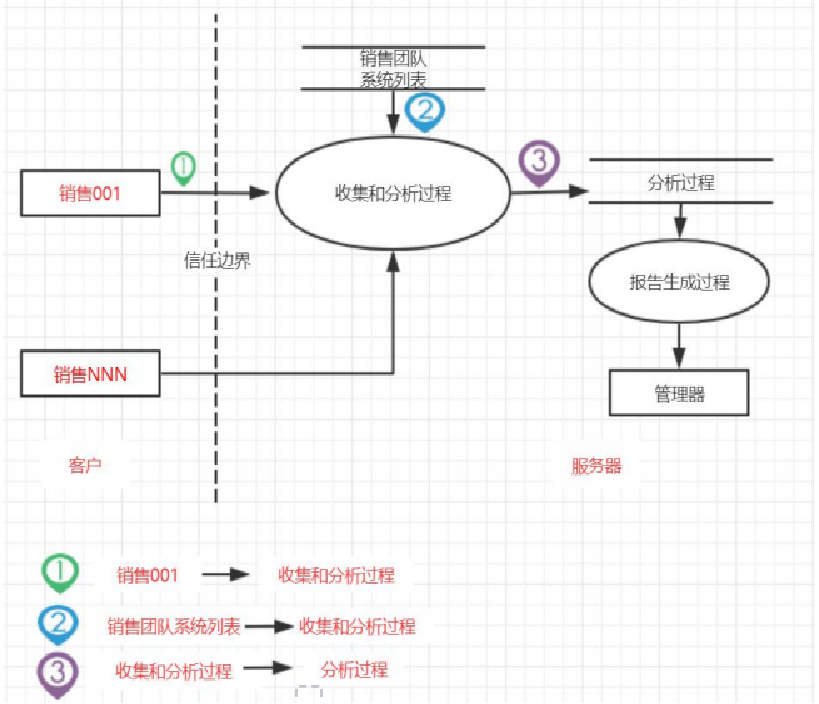 销售团队
系统列表
2
1
3
销售001
收集和分析过程
分析过程
信任边界
报告生成过程
销售NNN
管理器
客户
服务器
1 销售001 收集和分析过程
2 销售团队系统列表 收集和分析过程
3 收集和分析过程 分析过程